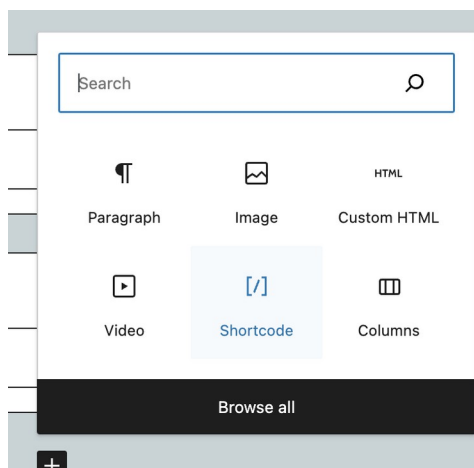 Search
HTML
Paragraph Image Custom HTML
[/]
Video Shortcode Columns
Browse all